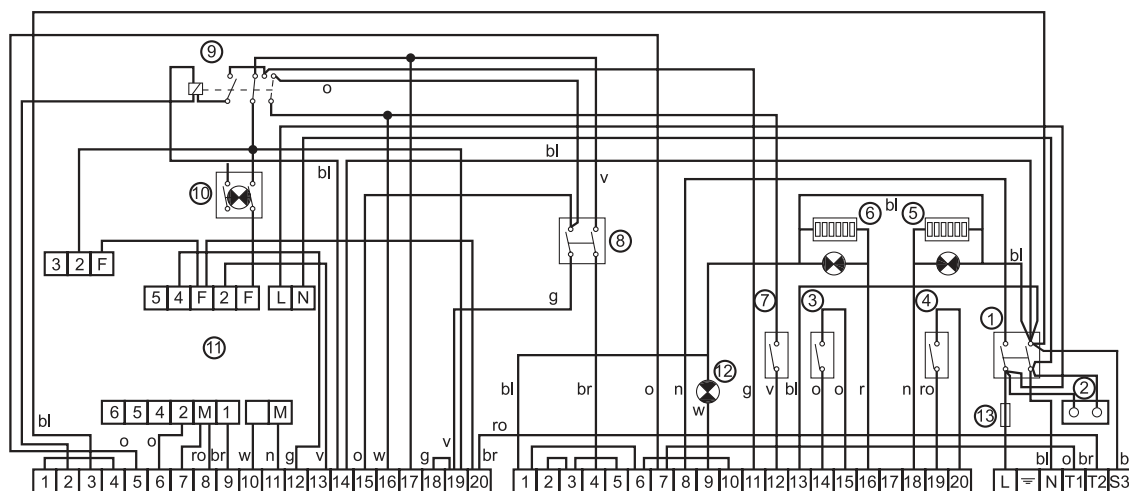 9
o
bl
bl
v
10
6
bl
5
8
3 2 F
bl
g
5 4 F 2 F L N
7 3 4 1
11
12
2
bl br o n g v bl o o r n ro
w
13
6 5 4 2 M 1 M
bl o o ro br w n g v o w g v br ro
bl o br b
1 2 3 4 5 6 7 8 9 10 11 12 13 14 15 16 17 18 19 20
1 2 3 4 5 6 7 8 9 10 11 12 13 14 15 16 17 18 19 20
L N T1 T2 S3